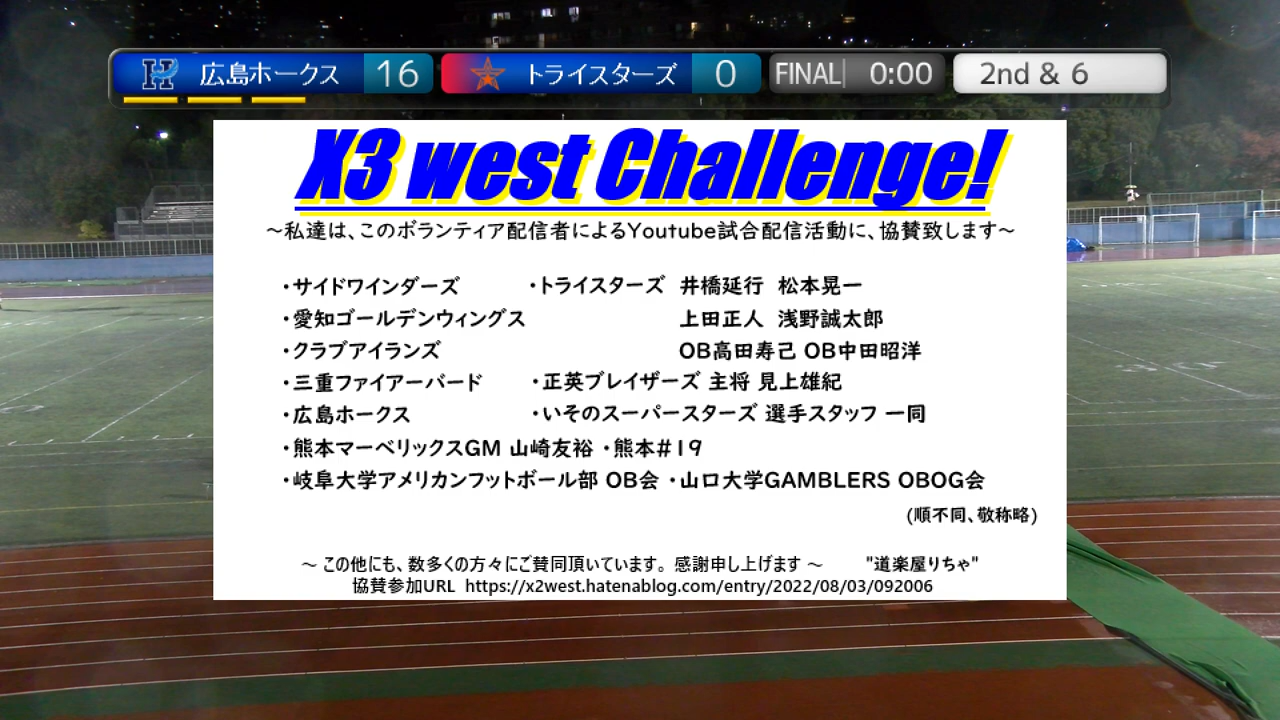 広島ホークス 16 トライスターズ 0 FINAL 0:00 2nd & 6
X3 west Challenge!
～私達は、このボランティア配信者によるYoutube試合配信活動に、協賛致します～
・サイドワインダーズ ・トライスターズ 井橋延行 松本晃一
・愛知ゴールデンウィングス 上田正人 浅野誠太郎
・クラブアイランズ OB高田寿己 OB中田昭洋
・三重ファイアーバード ・正英ブレイザーズ 主将 見上雄紀
・広島ホークス ・いそのスーパースターズ 選手スタッフ 一同
・熊本マーベリックスGM 山崎友裕 ・熊本#19
・岐阜大学アメリカンフットボール部 OB会 ・山口大学GAMBLERS OBOG会
(順不同、敬称略)
～ この他にも、数多くの方々にご賛同頂いています。感謝申し上げます ～ "道楽屋りちゃ"
協賛参加URL https://x2west.hatenablog.com/entry/2022/08/03/092006